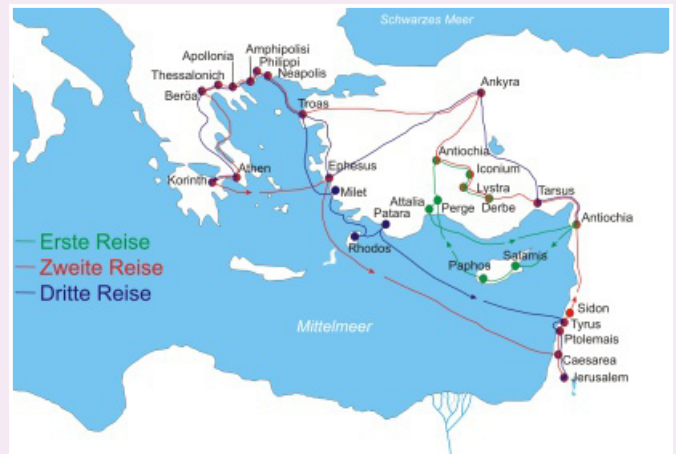 Schwarzes Meer
Amphipolisi
Apollonia
Philippi
Thessalonich
Neapolis
Beröa
Troas
Ankyra
Antiochia
Iconium
Athen
Ephesus
Korinth
Lystra
Milet
Attalia
Perge
Derbe
Tarsus
Patara
Antiochia
Rhodos
Erste Reise
Zweite Reise
Dritte Reise
Paphos
Satamis
Mittelmeer
Sidon
Tyrus
Ptolemais
Caesarea
Jerusalem